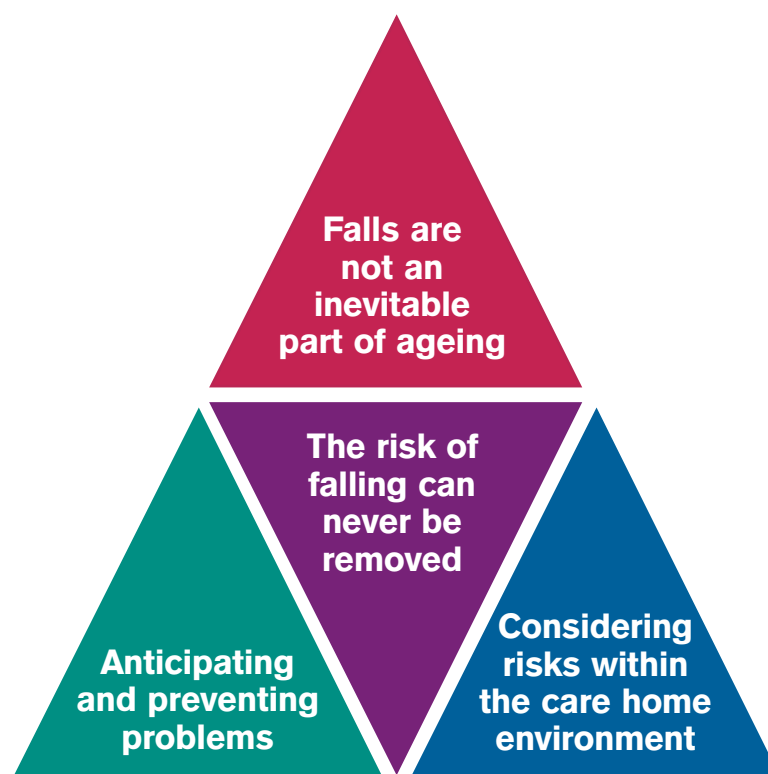 Falls are
not an
inevitable
part of ageing
The risk of
falling can
never be
removed
Anticipating
and preventing
problems
Considering
risks within
the care home
environment